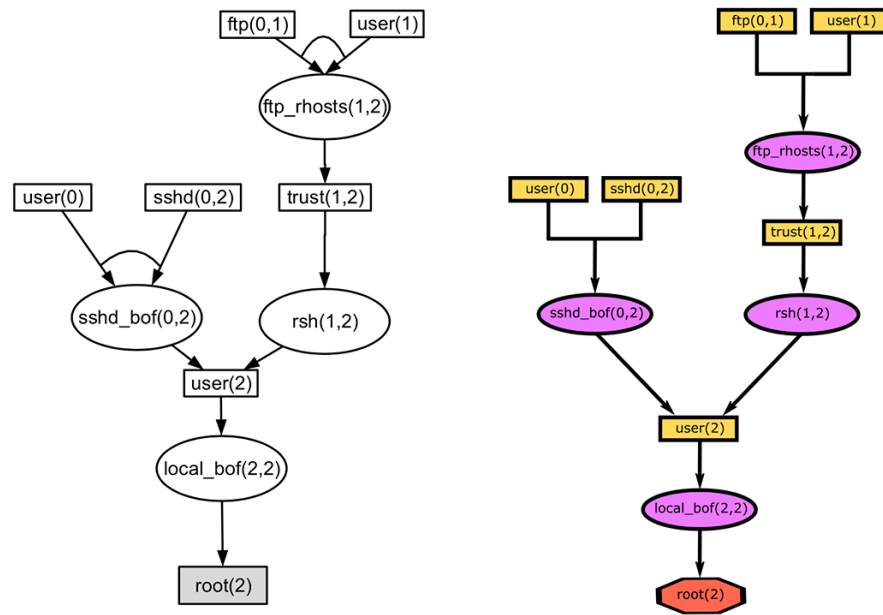 ftp(0,1)
user(1)
ftp_rhosts(1,2)
user(0)
sshd(0,2)
trust(1,2)
sshd_bof(0,2)
rsh(1,2)
user(2)
local_bof(2,2)
root(2)
ftp(0,1)
user(1)
ftp_rhosts(1,2)
user(0)
sshd(0,2)
trust(1,2)
sshd_bof(0,2)
rsh(1,2)
user(2)
local_bof(2,2)
root(2)